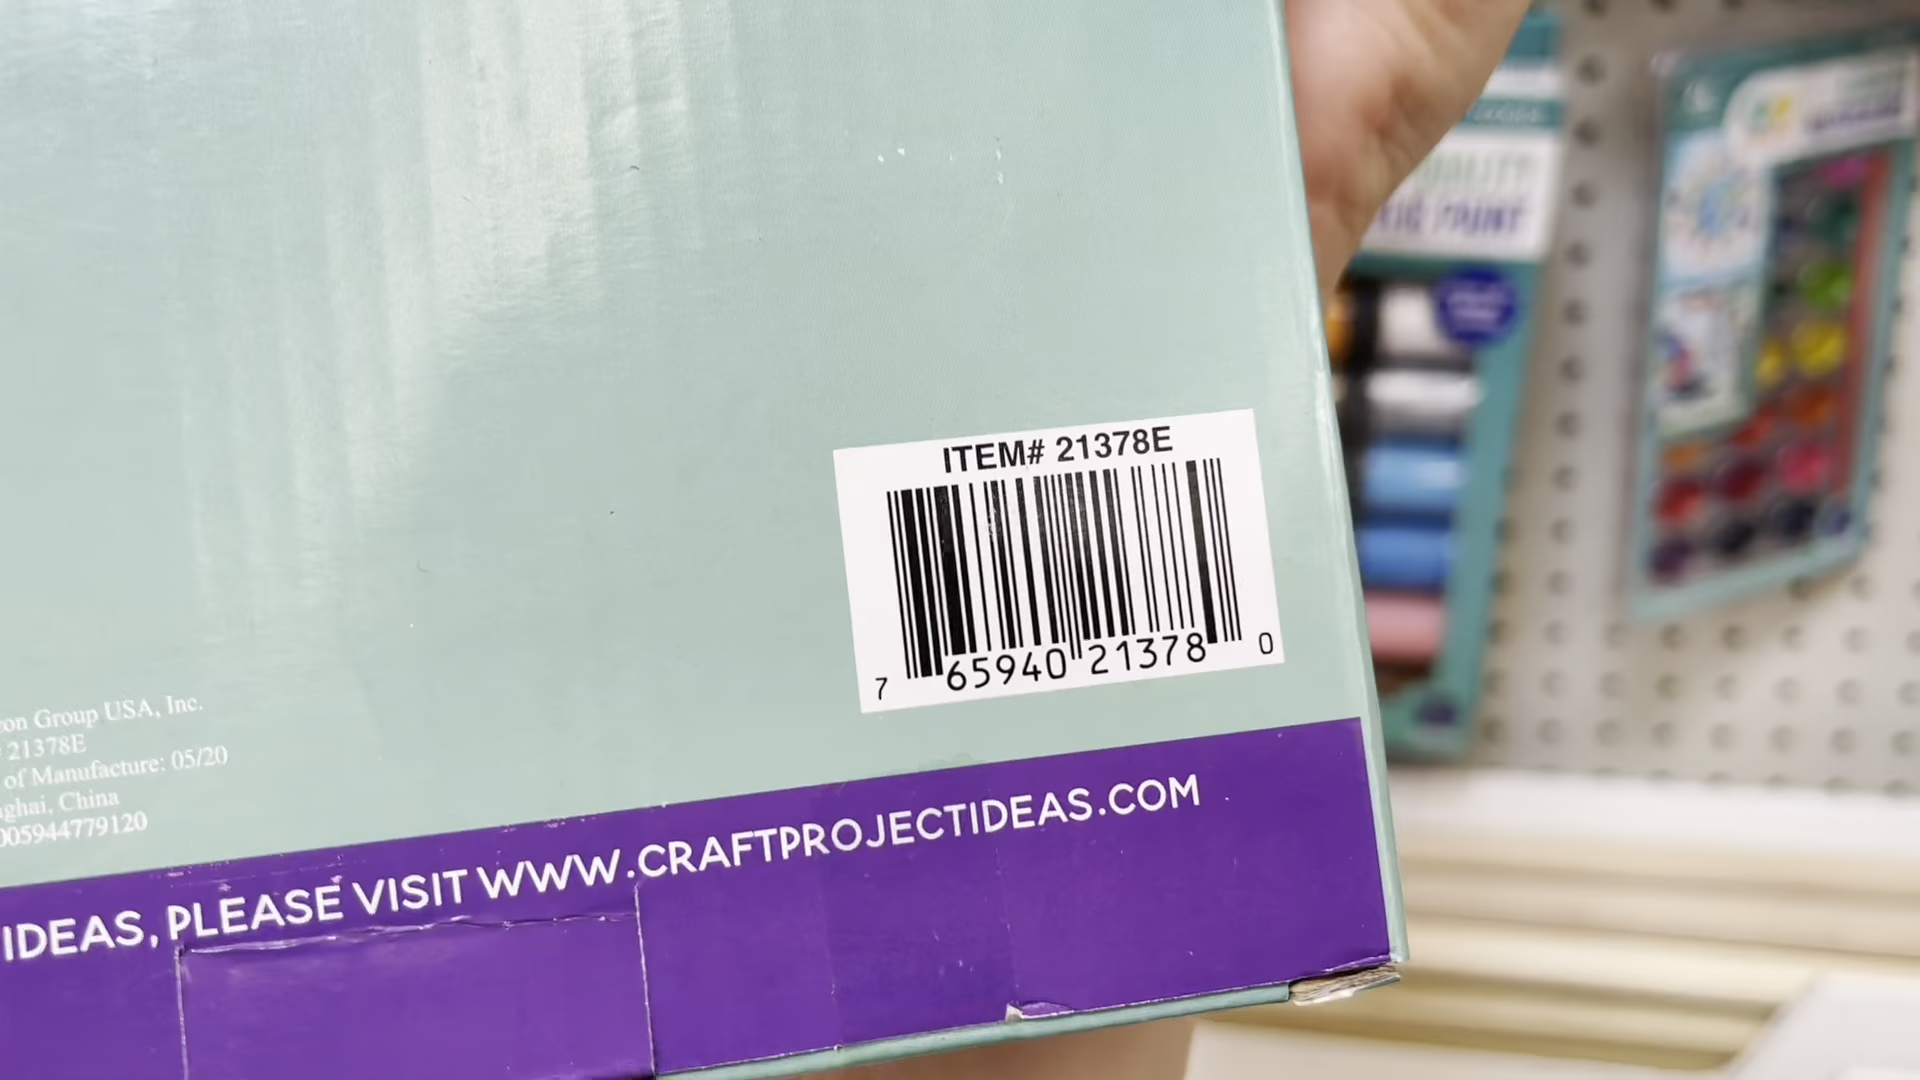 ITEM# 21378E
7 65940 21378 0
on Group USA, Inc.
21378E
of Manufacture: 05/20
China
005944779120
IDEAS, PLEASE VISIT WWW.CRAFTPROJECTIDEAS.COM